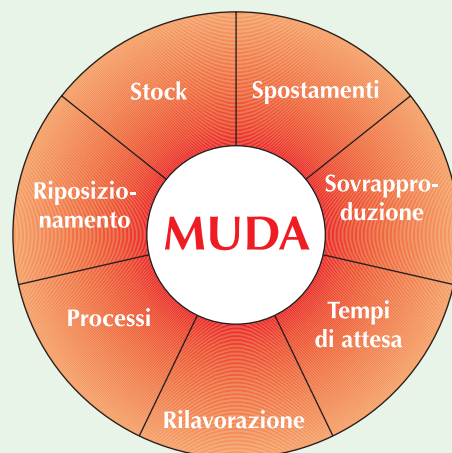 Stock
Spostamenti
Riposizio-
namento
Sovrappro-
duzione
MUDA
Processi
Tempi
di attesa
Rilavorazione